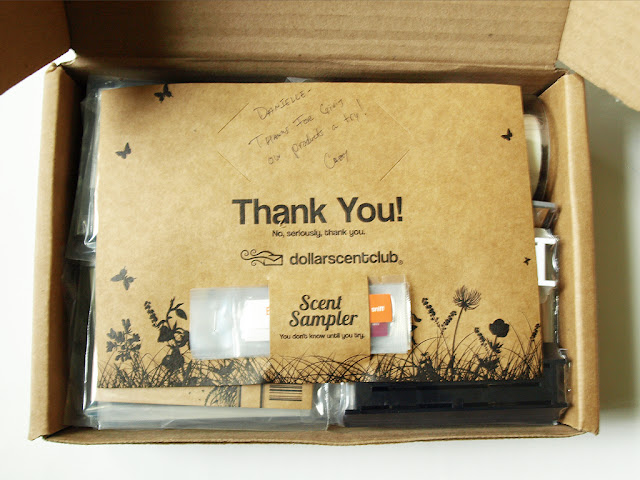 DANIELLE-
THANKS FOR GIVING
our products a try!
Thank You!
No, seriously, thank you.
dollarscentclub®
Scent
Sampler
You don't know until you try.